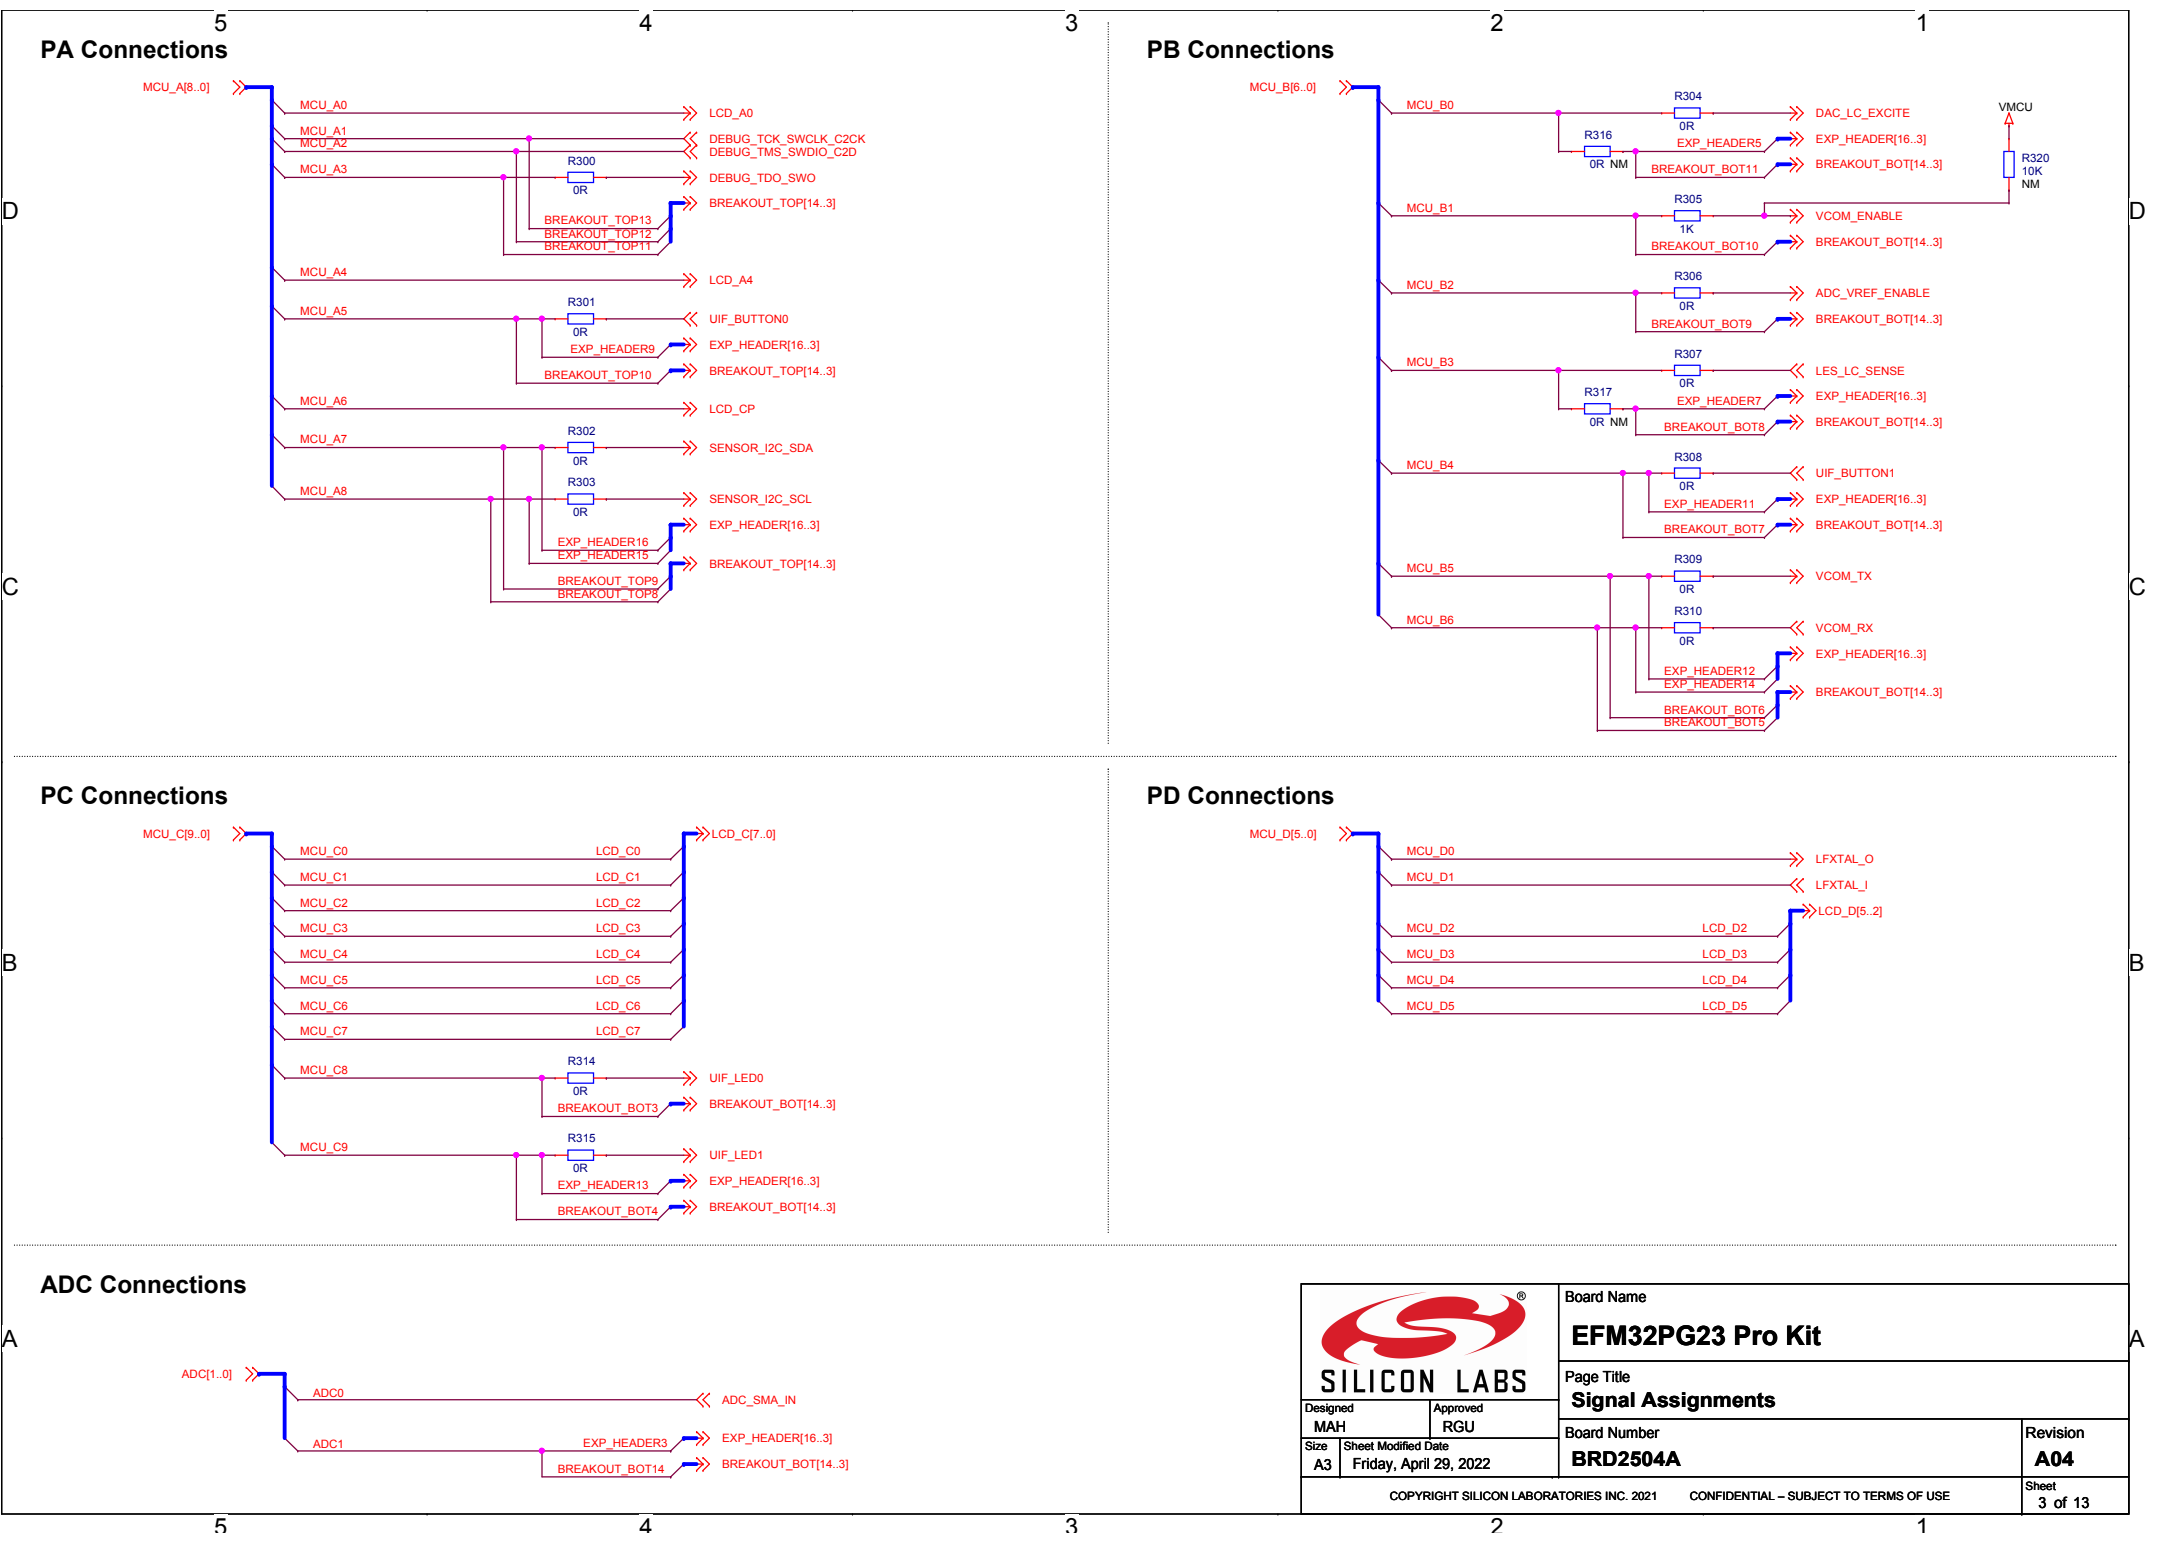 5 4 3 2 1
PA Connections
MCU_A[8..0]
MCU_A0
LCD_A0
MCU_A1
DEBUG_TCK_SWCLK_C2CK
MCU_A2
DEBUG_TMS_SWDIO_C2D
R300
MCU_A3
DEBUG_TDO_SWO
0R
BREAKOUT_TOP[14..3]
BREAKOUT_TOP13
BREAKOUT_TOP12
BREAKOUT_TOP11
MCU_A4
LCD_A4
R301
MCU_A5
UIF_BUTTON0
0R
EXP_HEADER9
EXP_HEADER[16..3]
BREAKOUT_TOP10
BREAKOUT_TOP[14..3]
MCU_A6
LCD_CP
R302
MCU_A7
SENSOR_I2C_SDA
0R
R303
MCU_A8
SENSOR_I2C_SCL
0R
EXP_HEADER[16..3]
EXP_HEADER16
EXP_HEADER15
BREAKOUT_TOP[14..3]
BREAKOUT_TOP9
BREAKOUT_TOP8
PB Connections
MCU_B[6..0]
R304
MCU_B0
DAC_LC_EXCITE
0R
R316
EXP_HEADER5
EXP_HEADER[16..3]
0R NM
BREAKOUT_BOT11
BREAKOUT_BOT[14..3]
VMCU
R320
10K
NM
R305
MCU_B1
VCOM_ENABLE
1K
BREAKOUT_BOT10
BREAKOUT_BOT[14..3]
R306
MCU_B2
ADC_VREF_ENABLE
0R
BREAKOUT_BOT9
BREAKOUT_BOT[14..3]
R307
MCU_B3
LES_LC_SENSE
0R
R317
EXP_HEADER7
EXP_HEADER[16..3]
0R NM
BREAKOUT_BOT8
BREAKOUT_BOT[14..3]
R308
MCU_B4
UIF_BUTTON1
0R
EXP_HEADER11
EXP_HEADER[16..3]
BREAKOUT_BOT7
BREAKOUT_BOT[14..3]
R309
MCU_B5
VCOM_TX
0R
R310
MCU_B6
VCOM_RX
0R
EXP_HEADER[16..3]
EXP_HEADER12
EXP_HEADER14
BREAKOUT_BOT[14..3]
BREAKOUT_BOT6
BREAKOUT_BOT5
D D
C C
PC Connections
MCU_C[9..0]
LCD_C[7..0]
MCU_C0 LCD_C0
MCU_C1 LCD_C1
MCU_C2 LCD_C2
MCU_C3 LCD_C3
MCU_C4 LCD_C4
MCU_C5 LCD_C5
MCU_C6 LCD_C6
MCU_C7 LCD_C7
R314
MCU_C8
UIF_LED0
0R
BREAKOUT_BOT3
BREAKOUT_BOT[14..3]
R315
MCU_C9
UIF_LED1
0R
EXP_HEADER13
EXP_HEADER[16..3]
BREAKOUT_BOT4
BREAKOUT_BOT[14..3]
PD Connections
MCU_D[5..0]
MCU_D0
LFXTAL_O
MCU_D1
LFXTAL_I
LCD_D[5..2]
MCU_D2 LCD_D2
MCU_D3 LCD_D3
MCU_D4 LCD_D4
MCU_D5 LCD_D5
B B
ADC Connections
ADC[1..0]
ADC0
ADC_SMA_IN
ADC1
EXP_HEADER3
EXP_HEADER[16..3]
BREAKOUT_BOT14
BREAKOUT_BOT[14..3]
A A
®
SILICON LABS
Board Name
EFM32PG23 Pro Kit
Page Title
Signal Assignments
Designed
MAH
Approved
RGU
Board Number
BRD2504A
Revision
A04
Size
A3
Sheet Modified Date
Friday, April 29, 2022
COPYRIGHT SILICON LABORATORIES INC. 2021 CONFIDENTIAL – SUBJECT TO TERMS OF USE
Sheet
3 of 13
5 4 3 2 1